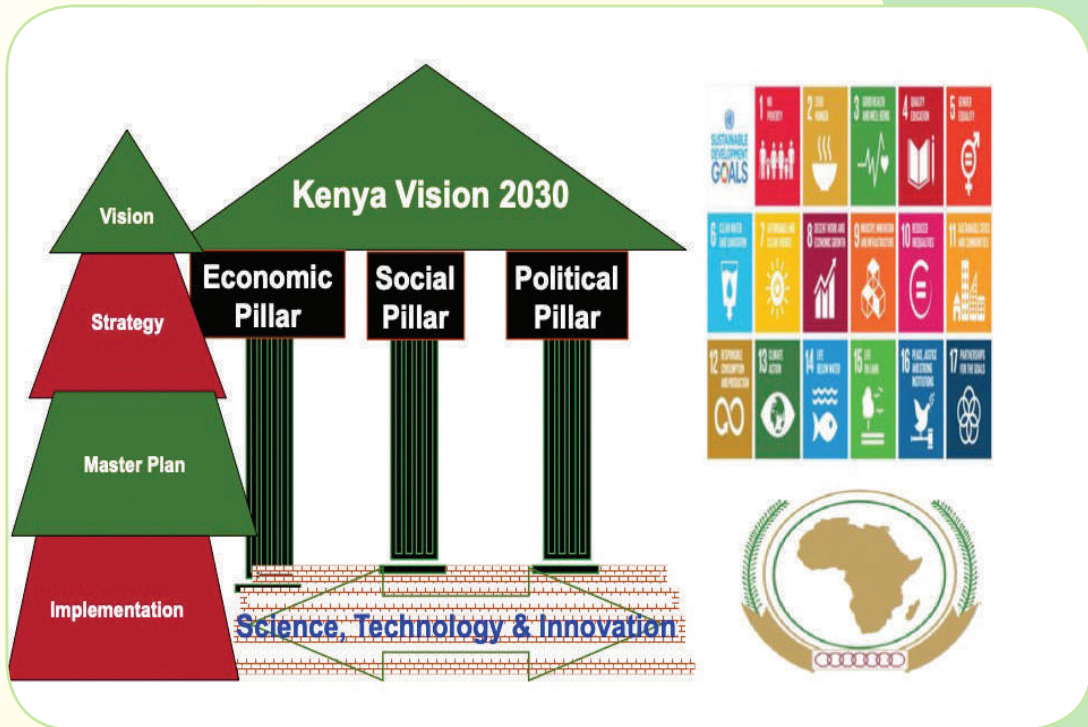 Vision
Strategy
Master Plan
Implementation
Kenya Vision 2030
Economic
Pillar
Social
Pillar
Political
Pillar
Science, Technology & Innovation
SUSTAINABLE
DEVELOPMENT
GOALS
1 NO
POVERTY
2 ZERO
HUNGER
3 GOOD HEALTH
AND WELL-BEING
4 QUALITY
EDUCATION
5 GENDER
EQUALITY
6 CLEAN WATER
AND SANITATION
7 AFFORDABLE AND
CLEAN ENERGY
8 DECENT WORK AND
ECONOMIC GROWTH
9 INDUSTRY, INNOVATION
AND INFRASTRUCTURE
10 REDUCED
INEQUALITIES
11 SUSTAINABLE CITIES
AND COMMUNITIES
12 RESPONSIBLE
CONSUMPTION
AND PRODUCTION
13 CLIMATE
ACTION
14 LIFE
BELOW WATER
15 LIFE
ON LAND
16 PEACE, JUSTICE
AND STRONG
INSTITUTIONS
17 PARTNERSHIPS
FOR THE GOALS